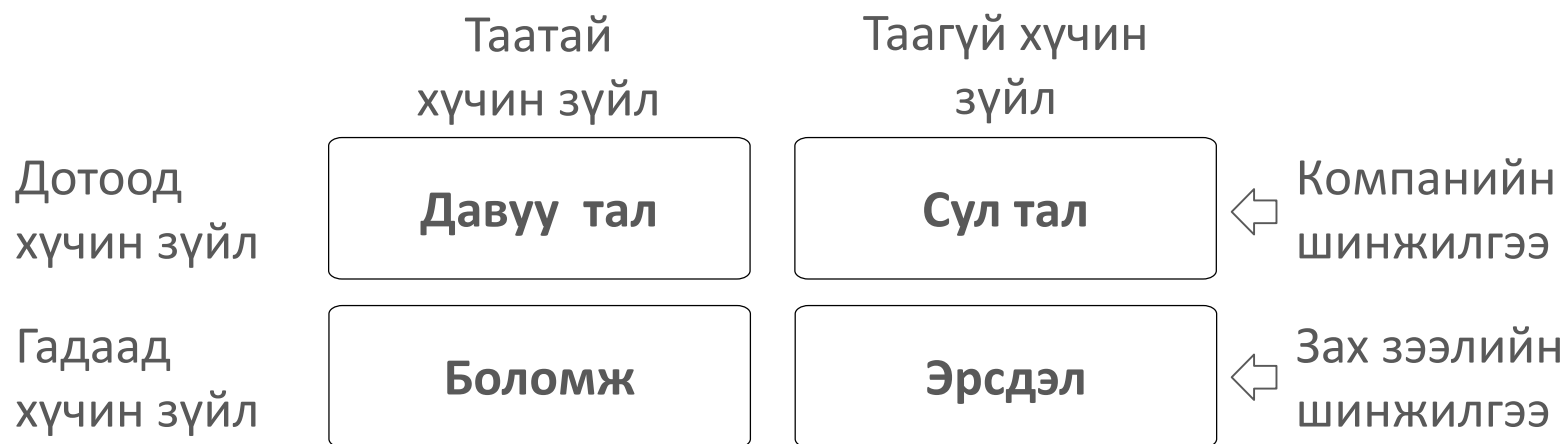 Таатай
хүчин зүйл
Таагүй хүчин
зүйл
Дотоод
хүчин зүйл
Давуу тал
Сул тал
Компанийн
шинжилгээ
Гадаад
хүчин зүйл
Боломж
Эрсдэл
Зах зээлийн
шинжилгээ